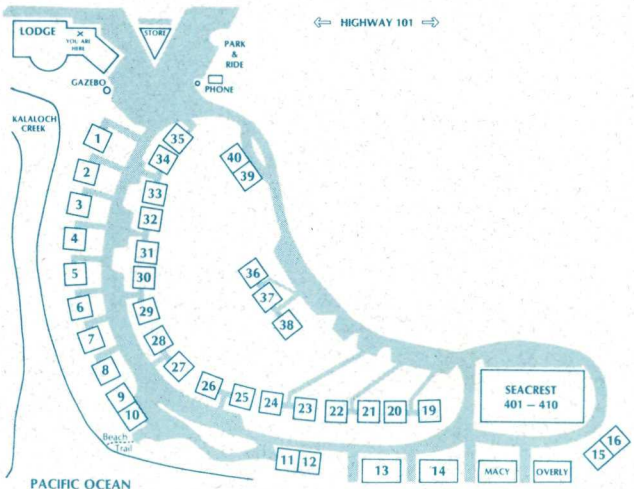 ⇦ HIGHWAY 101 ⇨
LODGE
× YOU ARE
HERE
STORE
PARK
&
RIDE
GAZEBO
PHONE
KALALOCH
CREEK
1
2
3
4
5
6
7
8
9
10
35
34
33
32
31
30
29
28
27
26
25
24
23
22
21
20
19
40
39
36
37
38
SEACREST
401 – 410
Beach
Trail
11 12
13
14
MACY
OVERLY
16
15
PACIFIC OCEAN